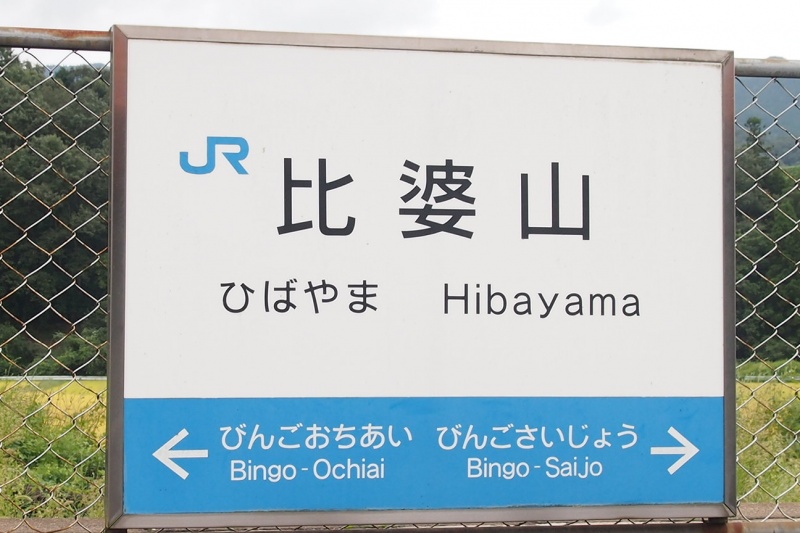 JR
比婆山
ひばやま Hibayama
← びんごおちあい びんごさいじょう →
Bingo-Ochiai Bingo-Saijo